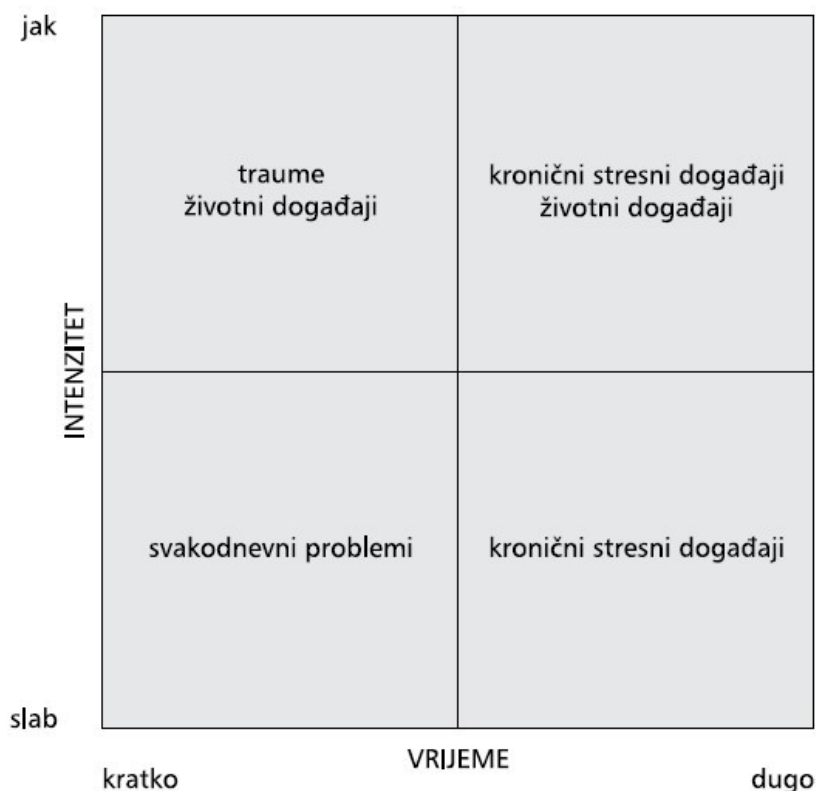 jak
traume
životni događaji
kronični stresni događaji
životni događaji
INTENZITET
svakodnevni problemi
kronični stresni događaji
slab
VRIJEME
kratko
dugo